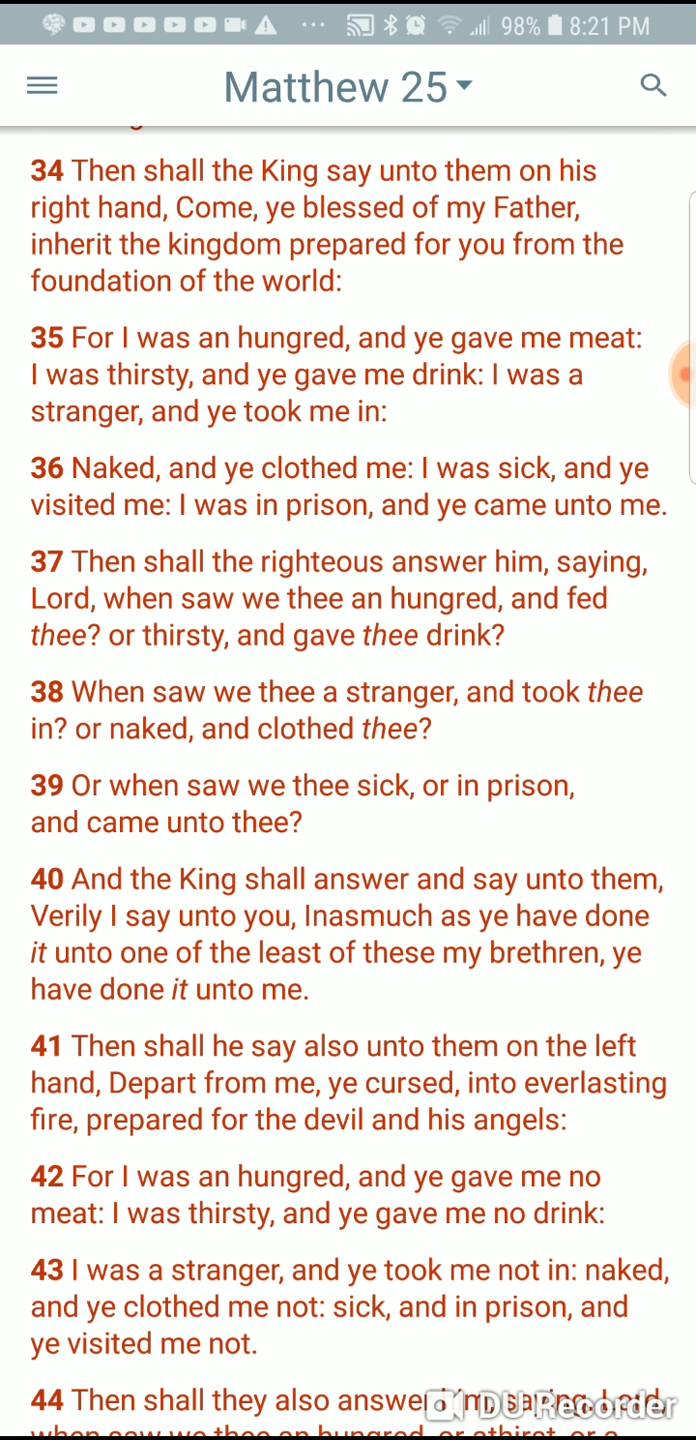 98% 8:21 PM
Matthew 25
34 Then shall the King say unto them on his
right hand, Come, ye blessed of my Father,
inherit the kingdom prepared for you from the
foundation of the world:
35 For I was an hungred, and ye gave me meat:
I was thirsty, and ye gave me drink: I was a
stranger, and ye took me in:
36 Naked, and ye clothed me: I was sick, and ye
visited me: I was in prison, and ye came unto me.
37 Then shall the righteous answer him, saying,
Lord, when saw we thee an hungred, and fed
thee? or thirsty, and gave thee drink?
38 When saw we thee a stranger, and took thee
in? or naked, and clothed thee?
39 Or when saw we thee sick, or in prison,
and came unto thee?
40 And the King shall answer and say unto them,
Verily I say unto you, Inasmuch as ye have done
it unto one of the least of these my brethren, ye
have done it unto me.
41 Then shall he say also unto them on the left
hand, Depart from me, ye cursed, into everlasting
fire, prepared for the devil and his angels:
42 For I was an hungred, and ye gave me no
meat: I was thirsty, and ye gave me no drink:
43 I was a stranger, and ye took me not in: naked,
and ye clothed me not: sick, and in prison, and
ye visited me not.
44 Then shall they also answer him, saying, Lord,
DU Recorder
when saw we thee an hungred, or athirst, or a